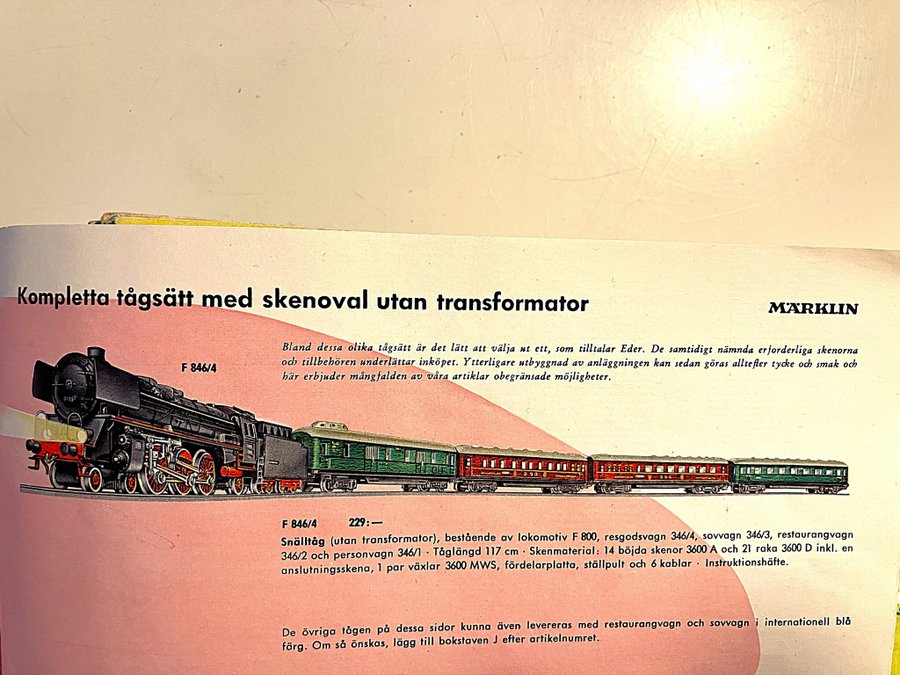 Kompletta tågsätt med skenoval utan transformator
MÄRKLIN
F 846/4
Bland dessa olika tågsätt är det lätt att välja ut ett, som tilltalar Eder. De samtidigt nämnda erforderliga skenorna
och tillbehören underlättar inköpet. Ytterligare utbyggnad av anläggningen kan sedan göras alltefter tycke och smak och
här erbjuder mångfalden av våra artiklar obegränsade möjligheter.
F 846/4 229:—
Snälltåg (utan transformator), bestående av lokomotiv F 800, resgodsvagn 346/4, sovvagn 346/3, restaurangvagn
346/2 och personvagn 346/1 · Tåglängd 117 cm · Skenmaterial: 14 böjda skenor 3600 A och 21 raka 3600 D inkl. en
anslutningsskena, 1 par växlar 3600 MWS, fördelarplatta, ställpult och 6 kablar · Instruktionshäfte.
De övriga tågen på dessa sidor kunna även levereras med restaurangvagn och sovvagn i internationell blå
färg. Om så önskas, lägg till bokstaven J efter artikelnumret.